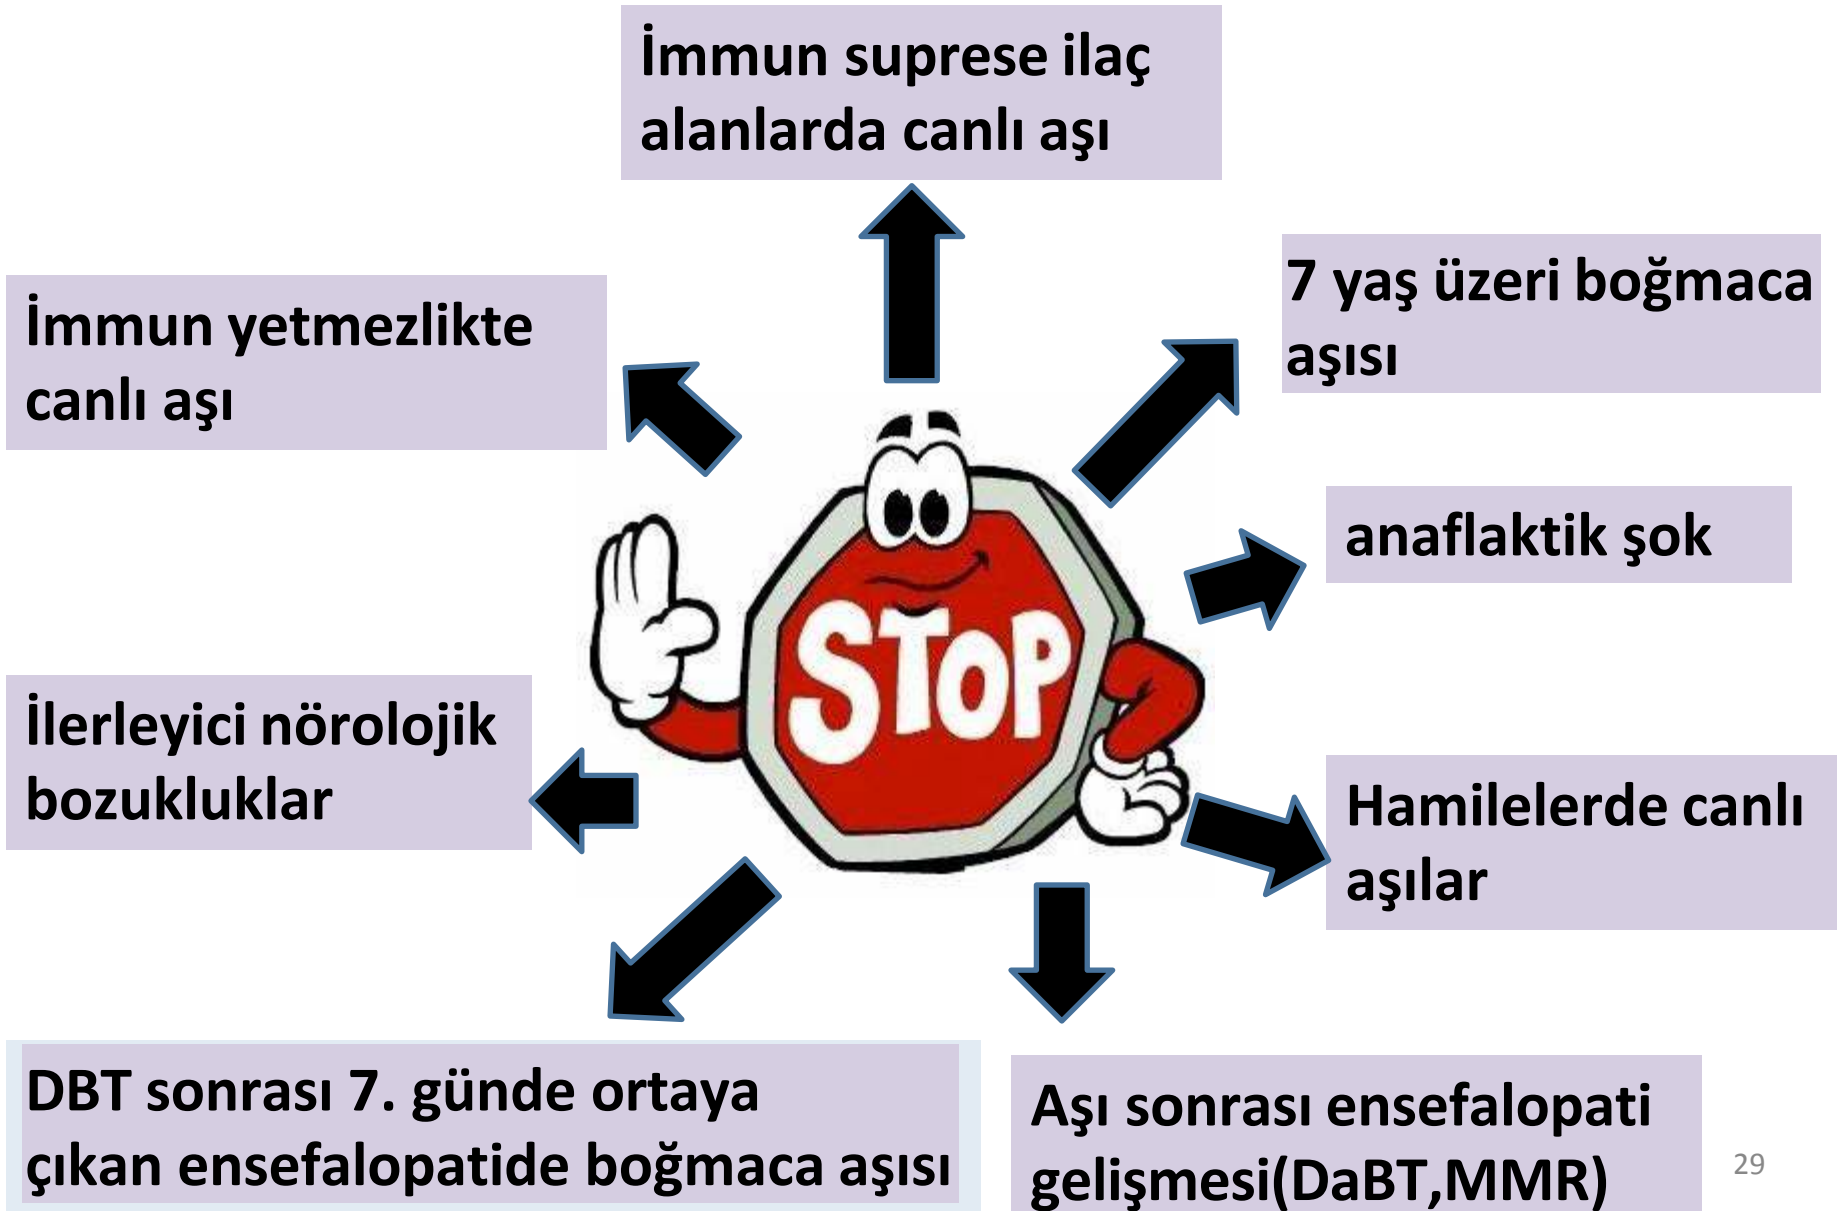 İmmun suprese ilaç
alanlarda canlı aşı
7 yaş üzeri boğmaca
aşısı
İmmun yetmezlikte
canlı aşı
anaflaktik şok
STOP
İlerleyici nörolojik
bozukluklar
Hamilelerde canlı
aşılar
DBT sonrası 7. günde ortaya
çıkan ensefalopatide boğmaca aşısı
Aşı sonrası ensefalopati
gelişmesi(DaBT,MMR)
29